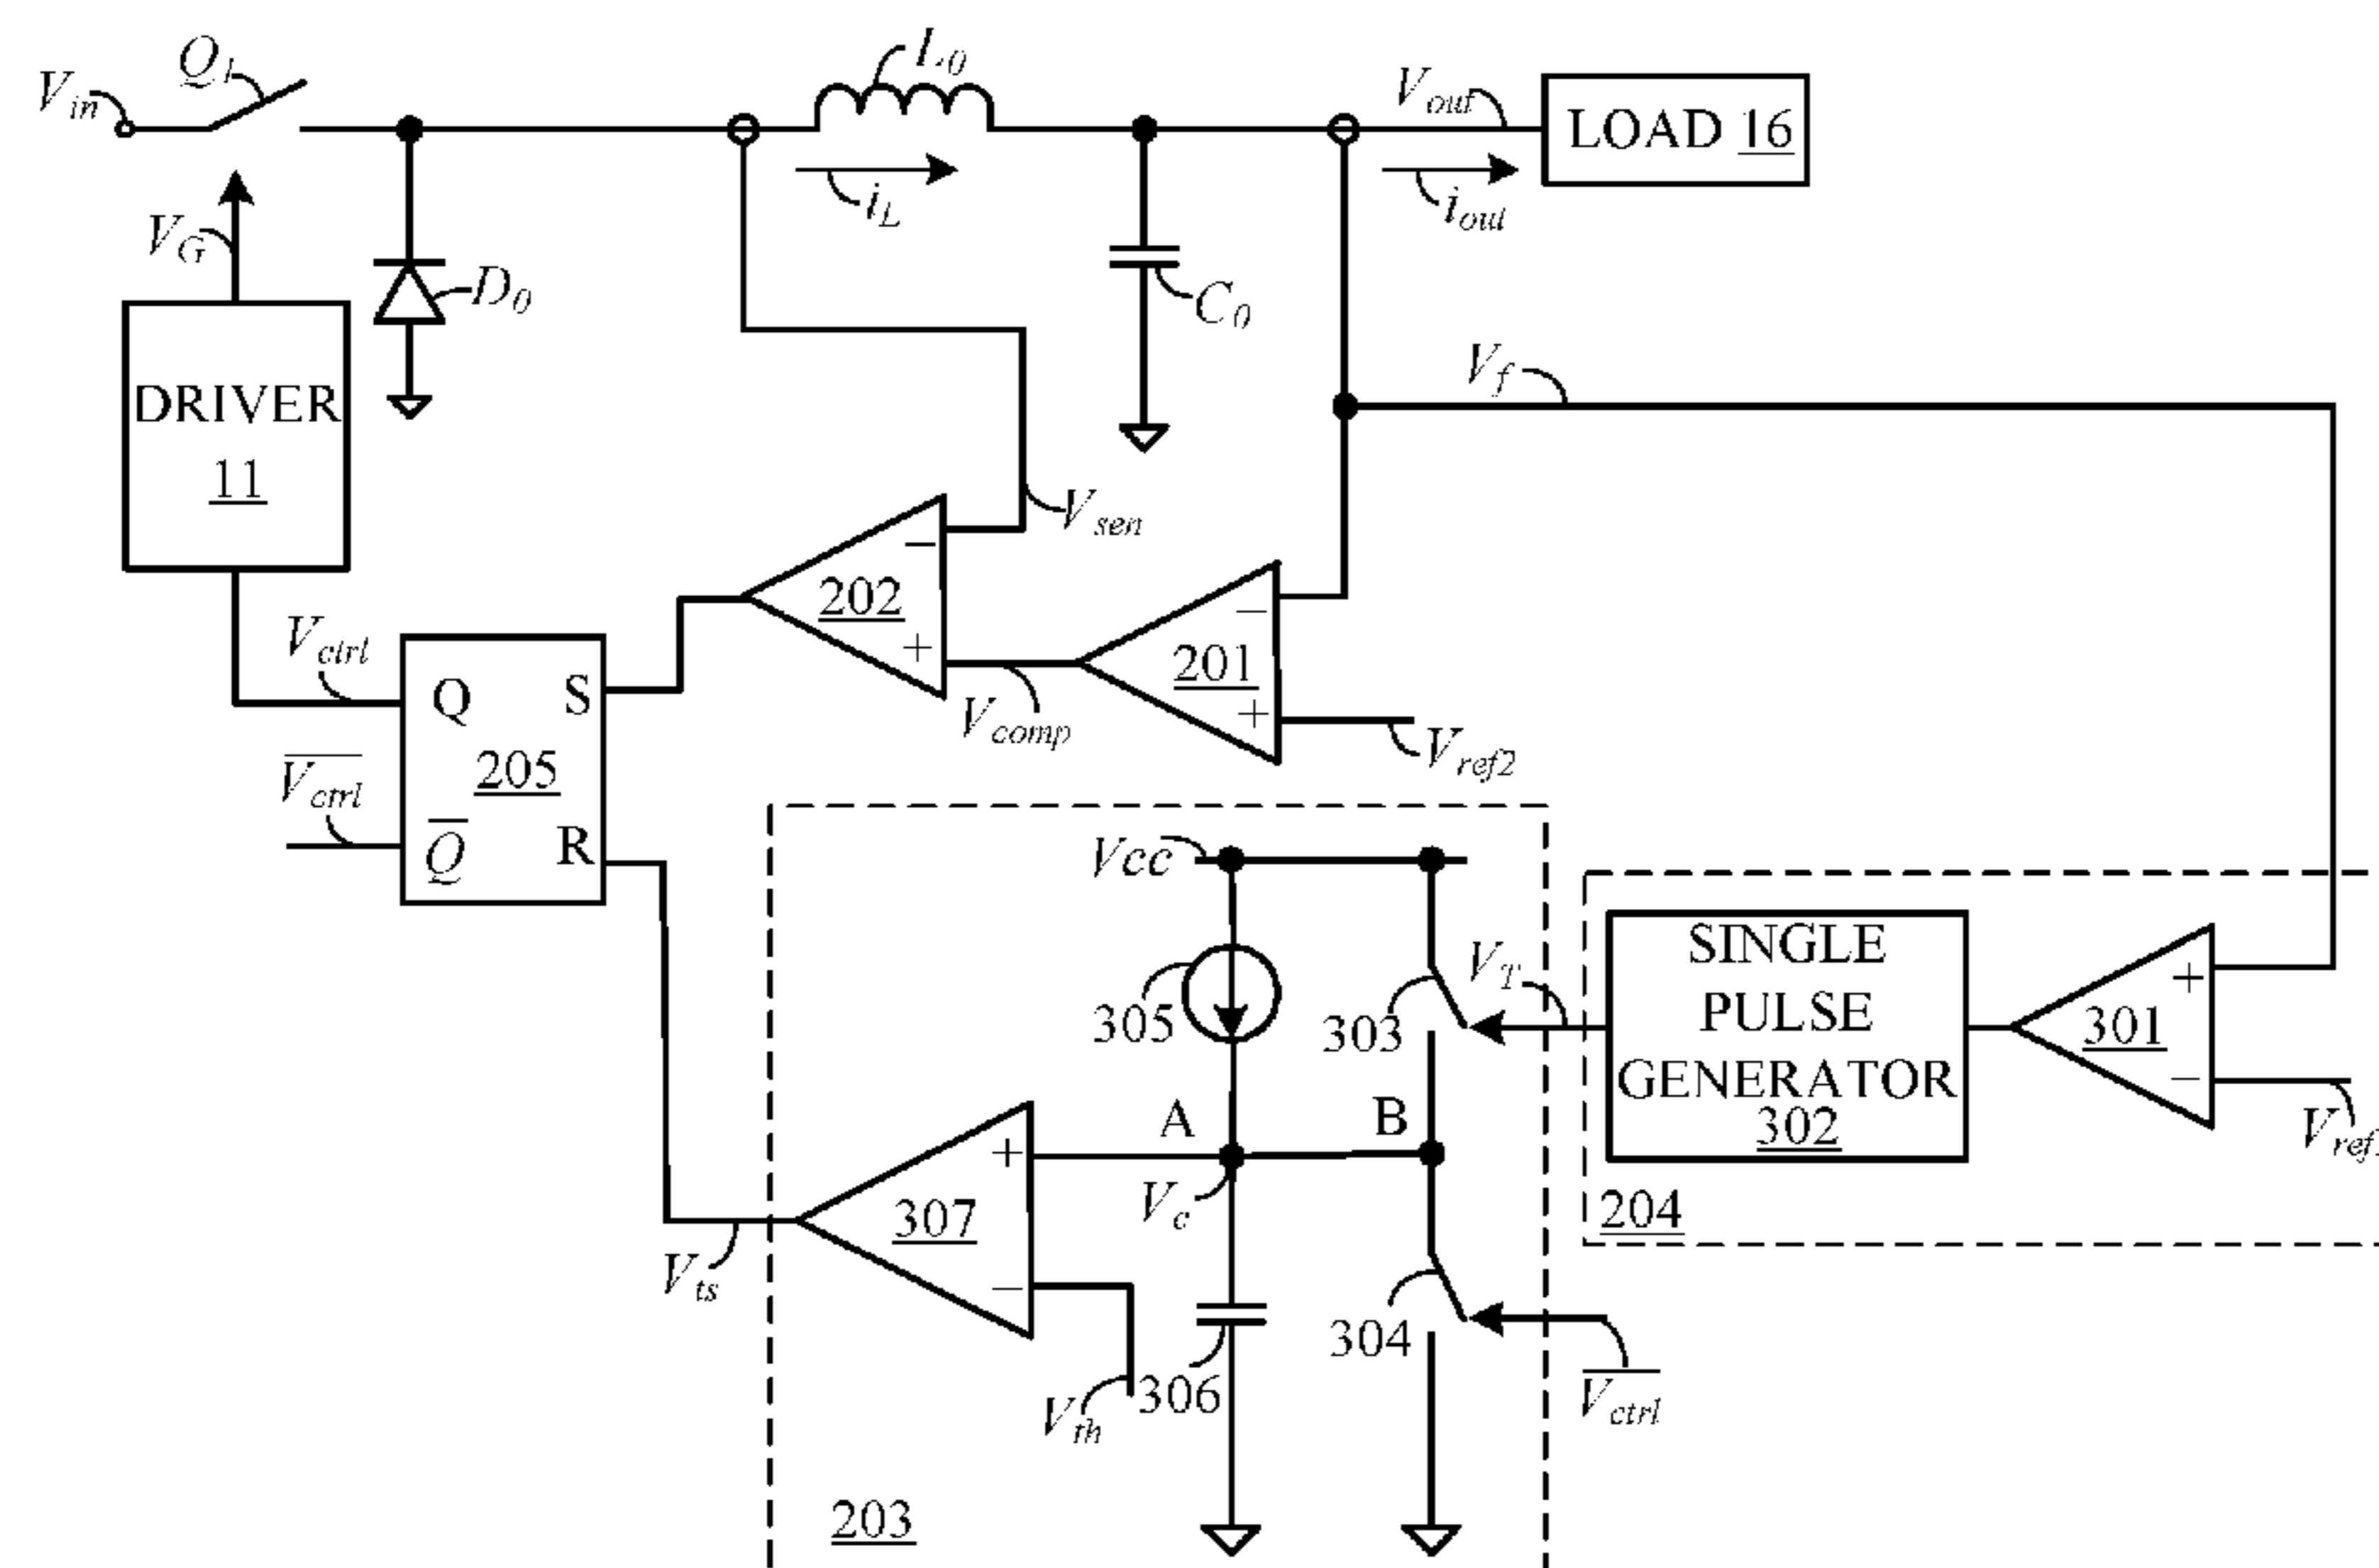 Vin
Q1
L0
Vout
LOAD 16
iL
iout
VG
D0
C0
DRIVER
11
Vf
Vsen
202
201
Vctrl
Q
S
205
Vctrl
Q
R
Vcomp
Vref2
Vcc
305
303
VT
SINGLE
PULSE
GENERATOR
302
301
A
B
Vc
307
Vts
Vth
306
304
Vctrl
204
203
+
−
+
−
+
−
+
−